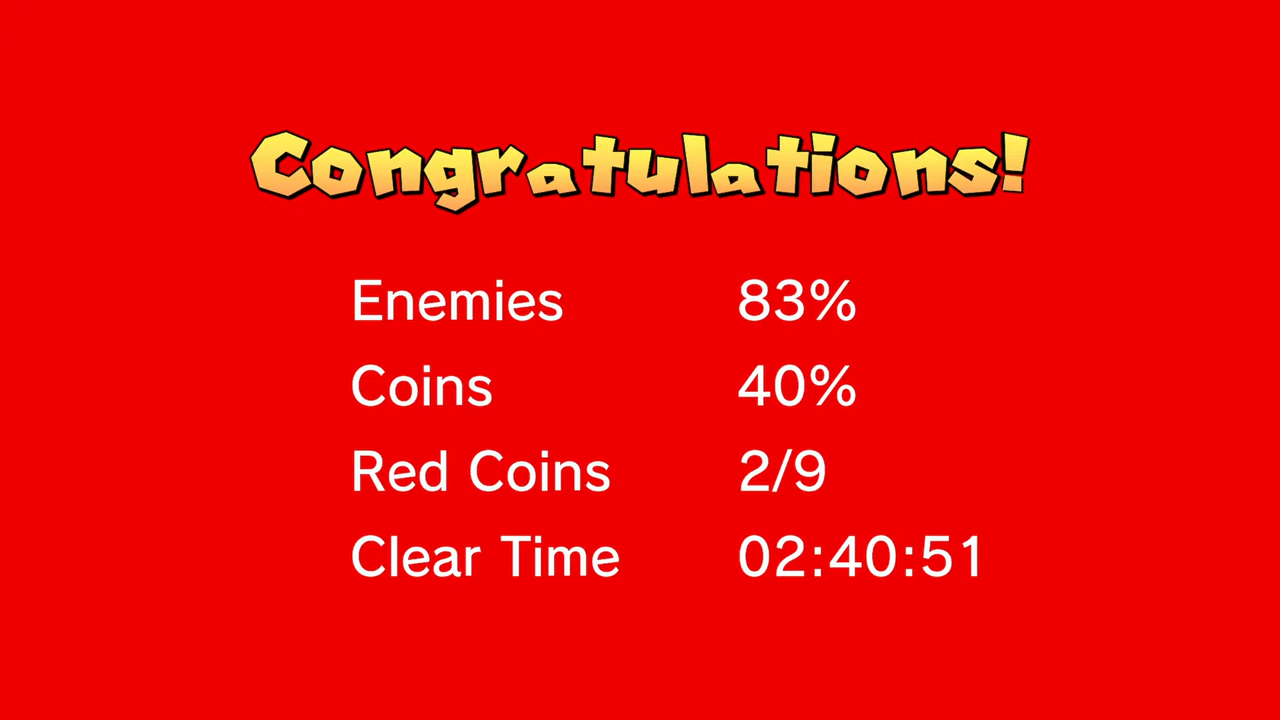 Congratulations!
Enemies 83%
Coins 40%
Red Coins 2/9
Clear Time 02:40:51